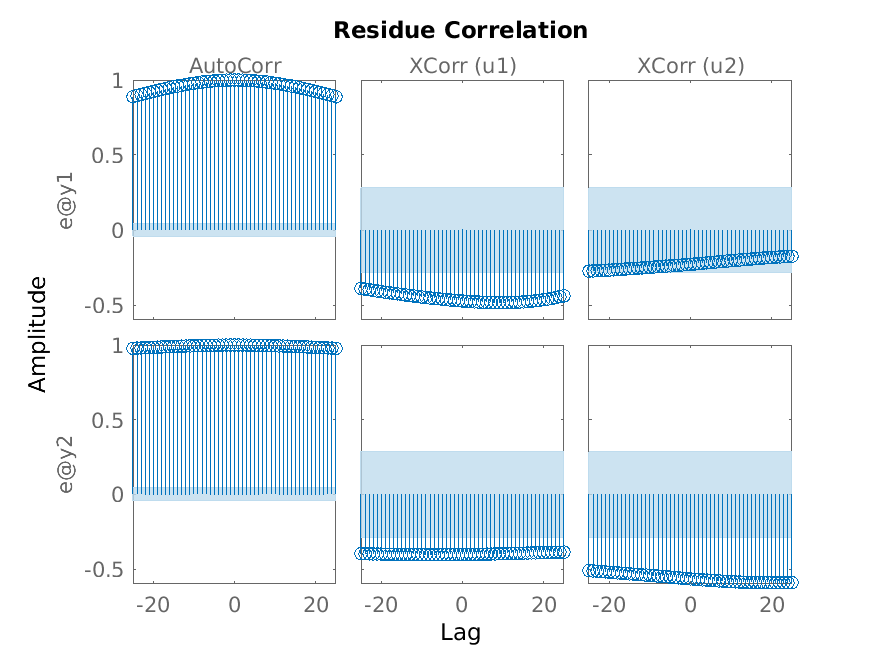 Residue Correlation
AutoCorr XCorr (u1) XCorr (u2)
1
0.5
0
-0.5
e@y1
1
0.5
0
-0.5
e@y2
Amplitude
-20 0 20 -20 0 20 -20 0 20
Lag